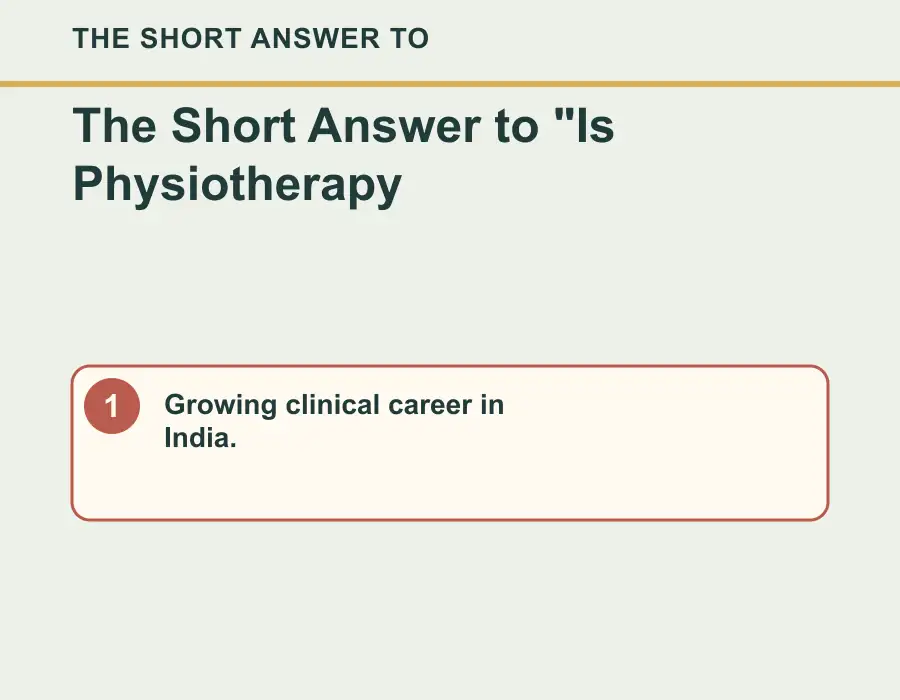 THE SHORT ANSWER TO
The Short Answer to "Is
Physiotherapy
1
Growing clinical career in
India.